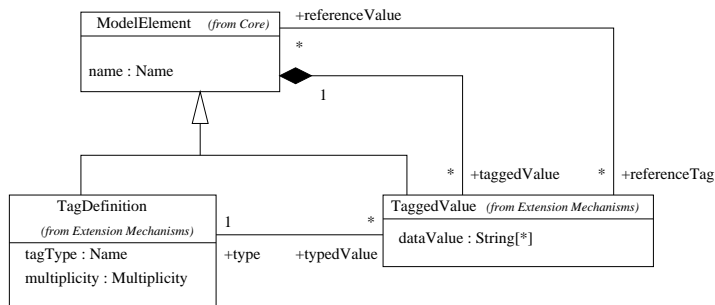 ModelElement (from Core)
+referenceValue
*
name : Name
1
* +taggedValue * +referenceTag
TagDefinition
(from Extension Mechanisms)
tagType : Name
multiplicity : Multiplicity
1 *
+type +typedValue
TaggedValue (from Extension Mechanisms)
dataValue : String[*]